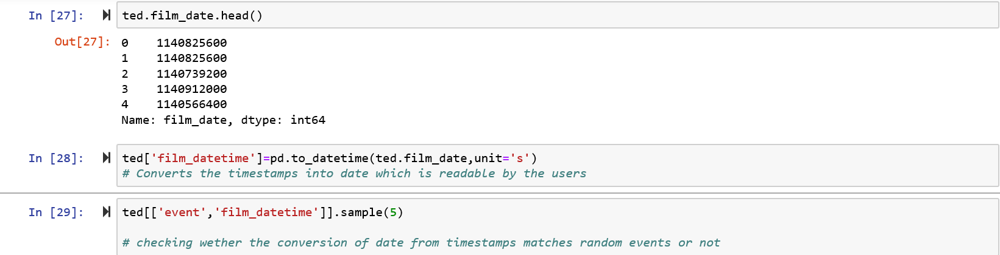 In [27]: ted.film_date.head()
Out[27]: 0 1140825600
1 1140825600
2 1140739200
3 1140912000
4 1140566400
Name: film_date, dtype: int64
In [28]: ted['film_datetime']=pd.to_datetime(ted.film_date,unit='s')
# Converts the timestamps into date which is readable by the users
In [29]: ted[['event','film_datetime']].sample(5)
# checking wether the conversion of date from timestamps matches random events or not